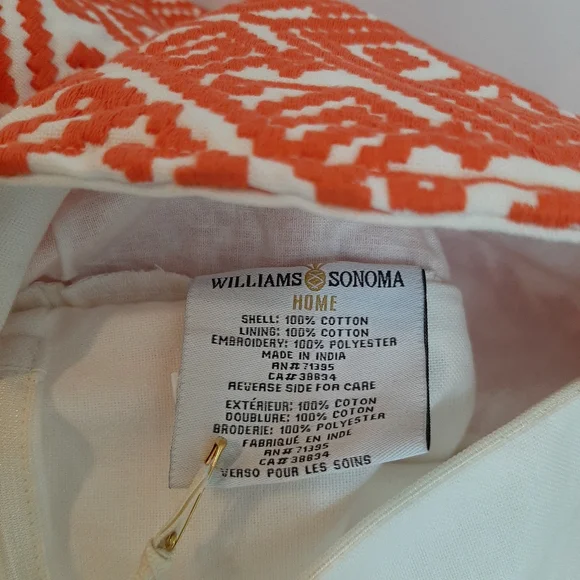 WILLIAMS SONOMA
HOME
SHELL: 100% COTTON
LINING: 100% COTTON
EMBROIDERY: 100% POLYESTER
MADE IN INDIA
RN# 71395
CA# 38834
REVERSE SIDE FOR CARE
EXTÉRIEUR: 100% COTON
DOUBLURE: 100% COTON
BRODERIE: 100% POLYESTER
FABRIQUÉ EN INDE
RN# 71395
CA# 38834
VERSO POUR LES SOINS